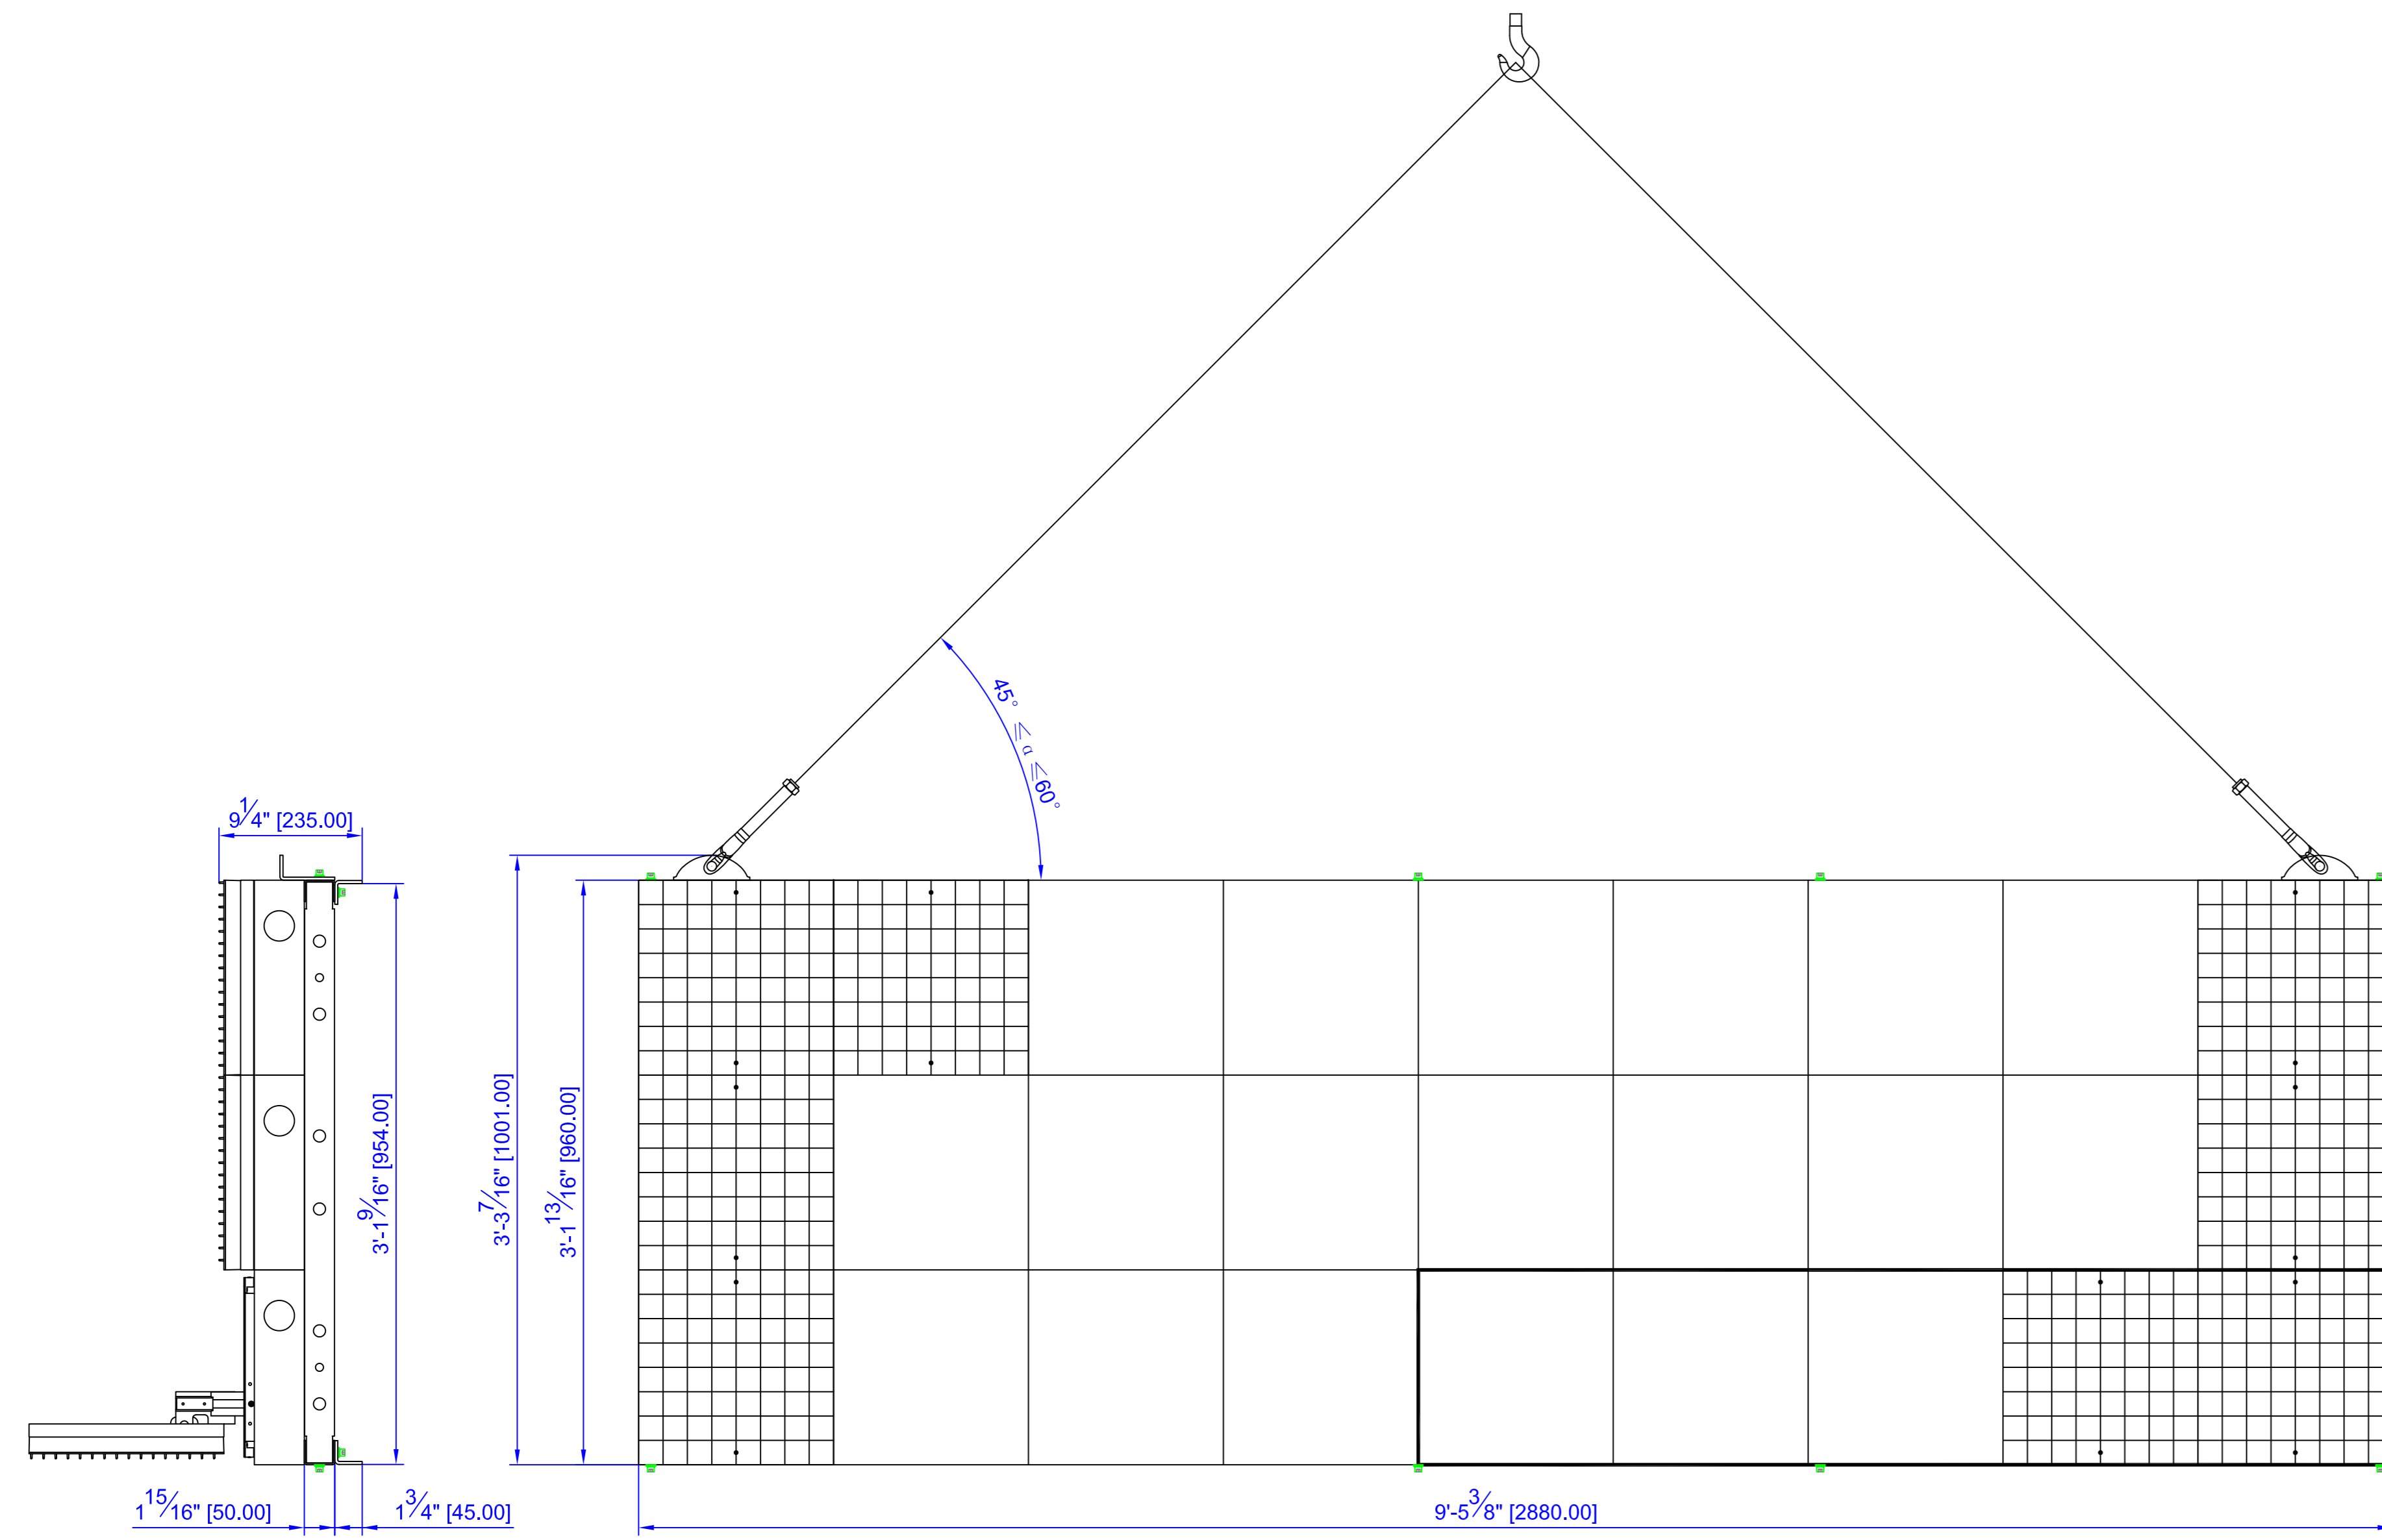 45° ≤ α ≤60°
9 1/4" [235.00]
3'-1 9/16" [954.00]
3'-3 7/16" [1001.00]
3'-1 13/16" [960.00]
1 15/16" [50.00]
1 3/4" [45.00]
9'-5 3/8" [2880.00]